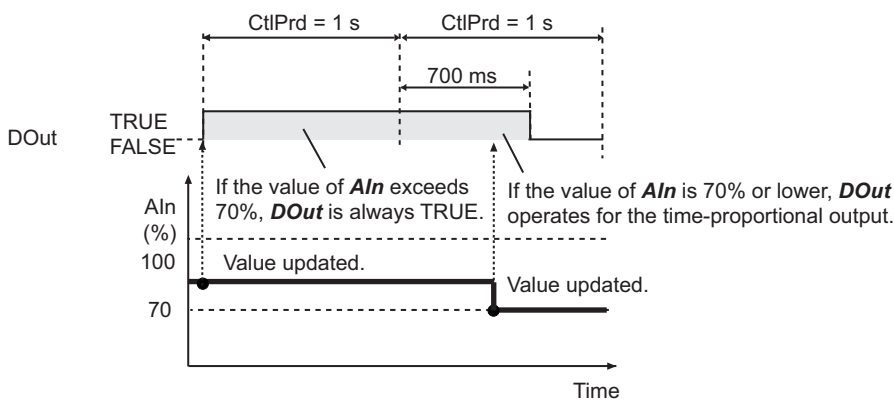 CtlPrd = 1 s
CtlPrd = 1 s
700 ms
DOut
TRUE
FALSE
If the value of AIn exceeds
70%, DOut is always TRUE.
If the value of AIn is 70% or lower, DOut
operates for the time-proportional output.
AIn
(%)
100
Value updated.
Value updated.
70
Time